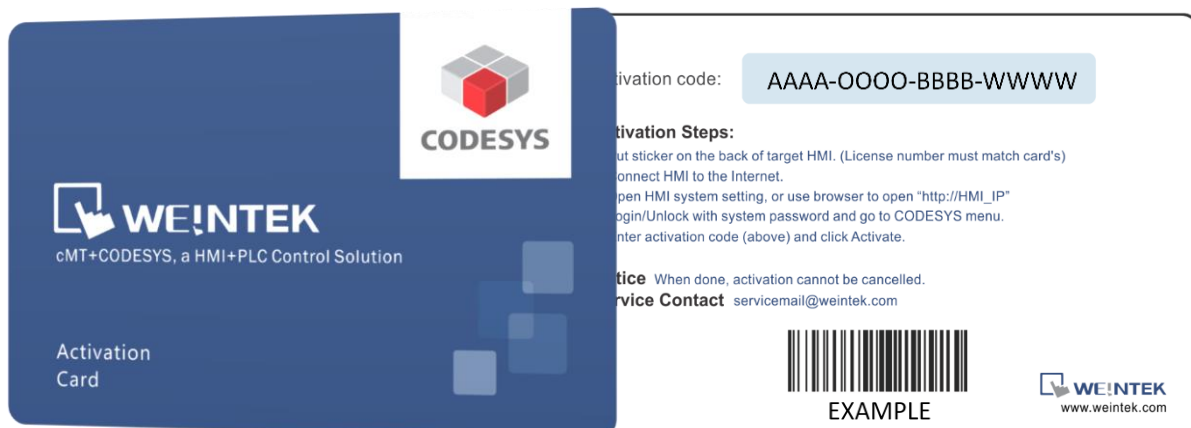 CODESYS
WE!NTEK
cMT+CODESYS, a HMI+PLC Control Solution
Activation
Card
tivation code:
AAAA-OOOO-BBBB-WWWW
tivation Steps:
ut sticker on the back of target HMI. (License number must match card's)
onnect HMI to the Internet.
pen HMI system setting, or use browser to open “http://HMI_IP”
ogin/Unlock with system password and go to CODESYS menu.
nter activation code (above) and click Activate.
tice When done, activation cannot be cancelled.
rvice Contact servicemail@weintek.com
EXAMPLE
WE!NTEK
www.weintek.com